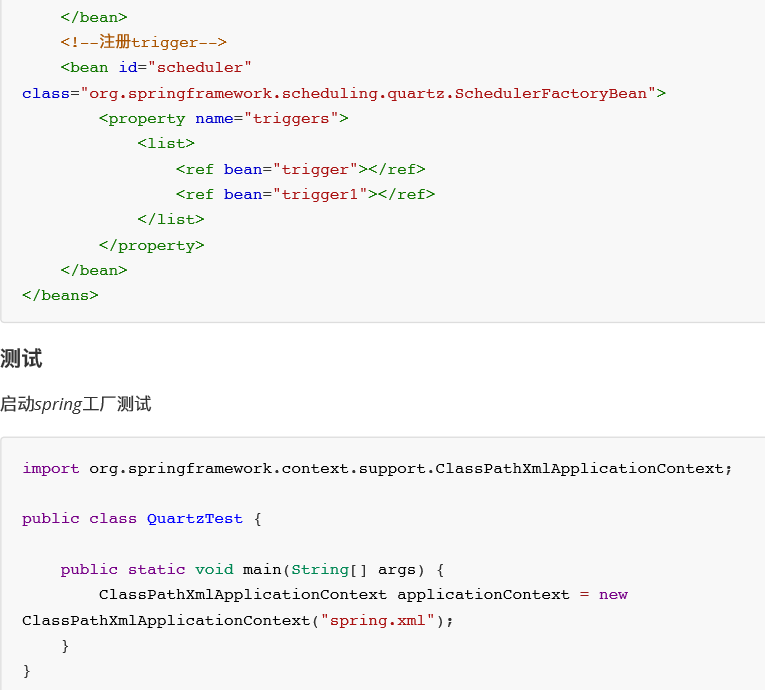 </bean>
    <!--注册trigger-->
    <bean id="scheduler"
class="org.springframework.scheduling.quartz.SchedulerFactoryBean">
        <property name="triggers">
            <list>
                <ref bean="trigger"></ref>
                <ref bean="trigger1"></ref>
            </list>
        </property>
    </bean>
</beans>
测试
启动spring工厂测试
import org.springframework.context.support.ClassPathXmlApplicationContext;
public class QuartzTest {
    public static void main(String[] args) {
        ClassPathXmlApplicationContext applicationContext = new
ClassPathXmlApplicationContext("spring.xml");
    }
}